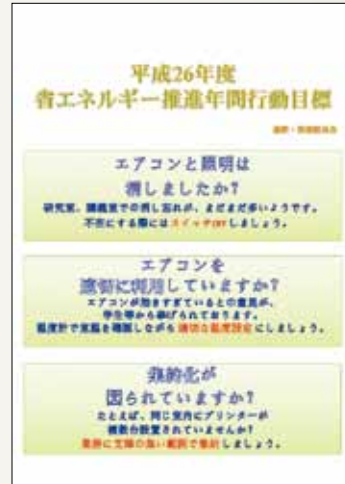 平成26年度
省エネルギー推進年間行動目標
エアコンと照明は
消しましたか？
研究室、講義室での消し忘れが、まだまだ多いようです。
不在にする際にはスイッチOFFしましょう。
エアコンを
適切に利用していますか？
エアコンが効きすぎているとの意見が、
学生等から挙げられております。
温度計で室温を確認しながら適切な温度設定にしましょう。
集約化が
図られていますか？
たとえば、同じ室内にプリンターが
複数台設置されていませんか？
業務に支障の無い範囲で集約しましょう。